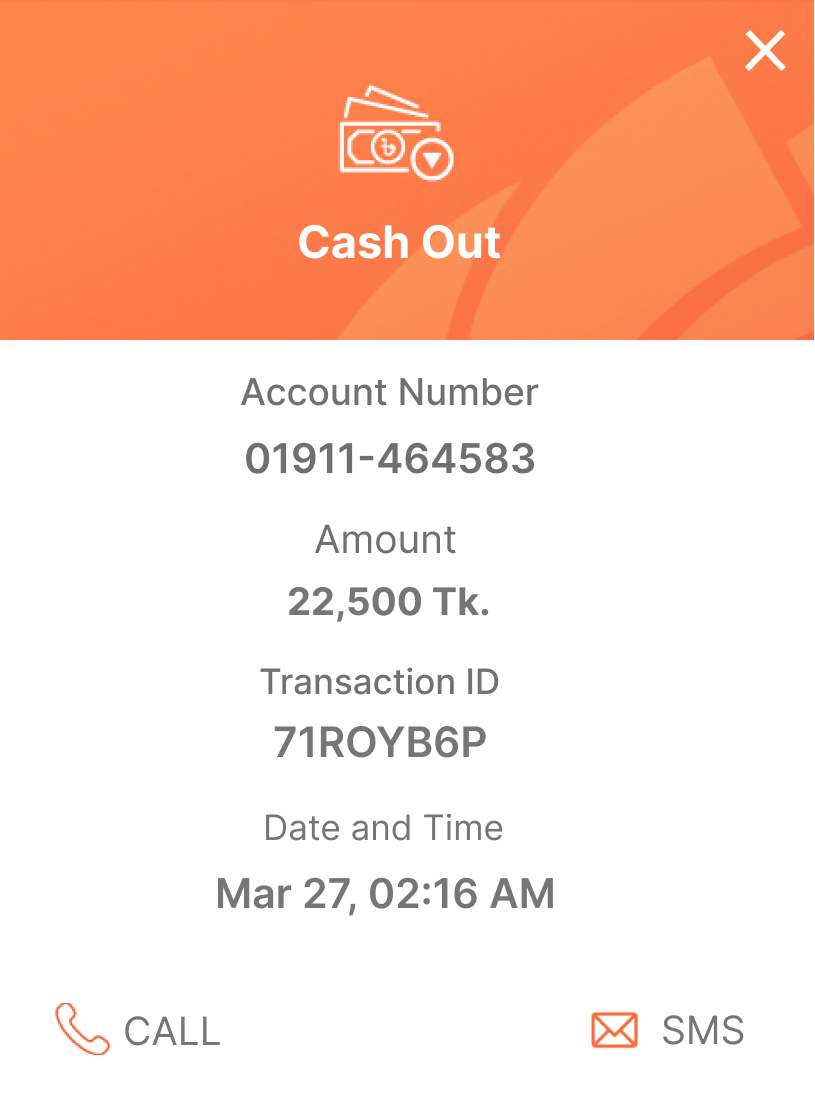 Cash Out
Account Number
01911-464583
Amount
22,500 Tk.
Transaction ID
71ROYB6P
Date and Time
Mar 27, 02:16 AM
CALL
SMS